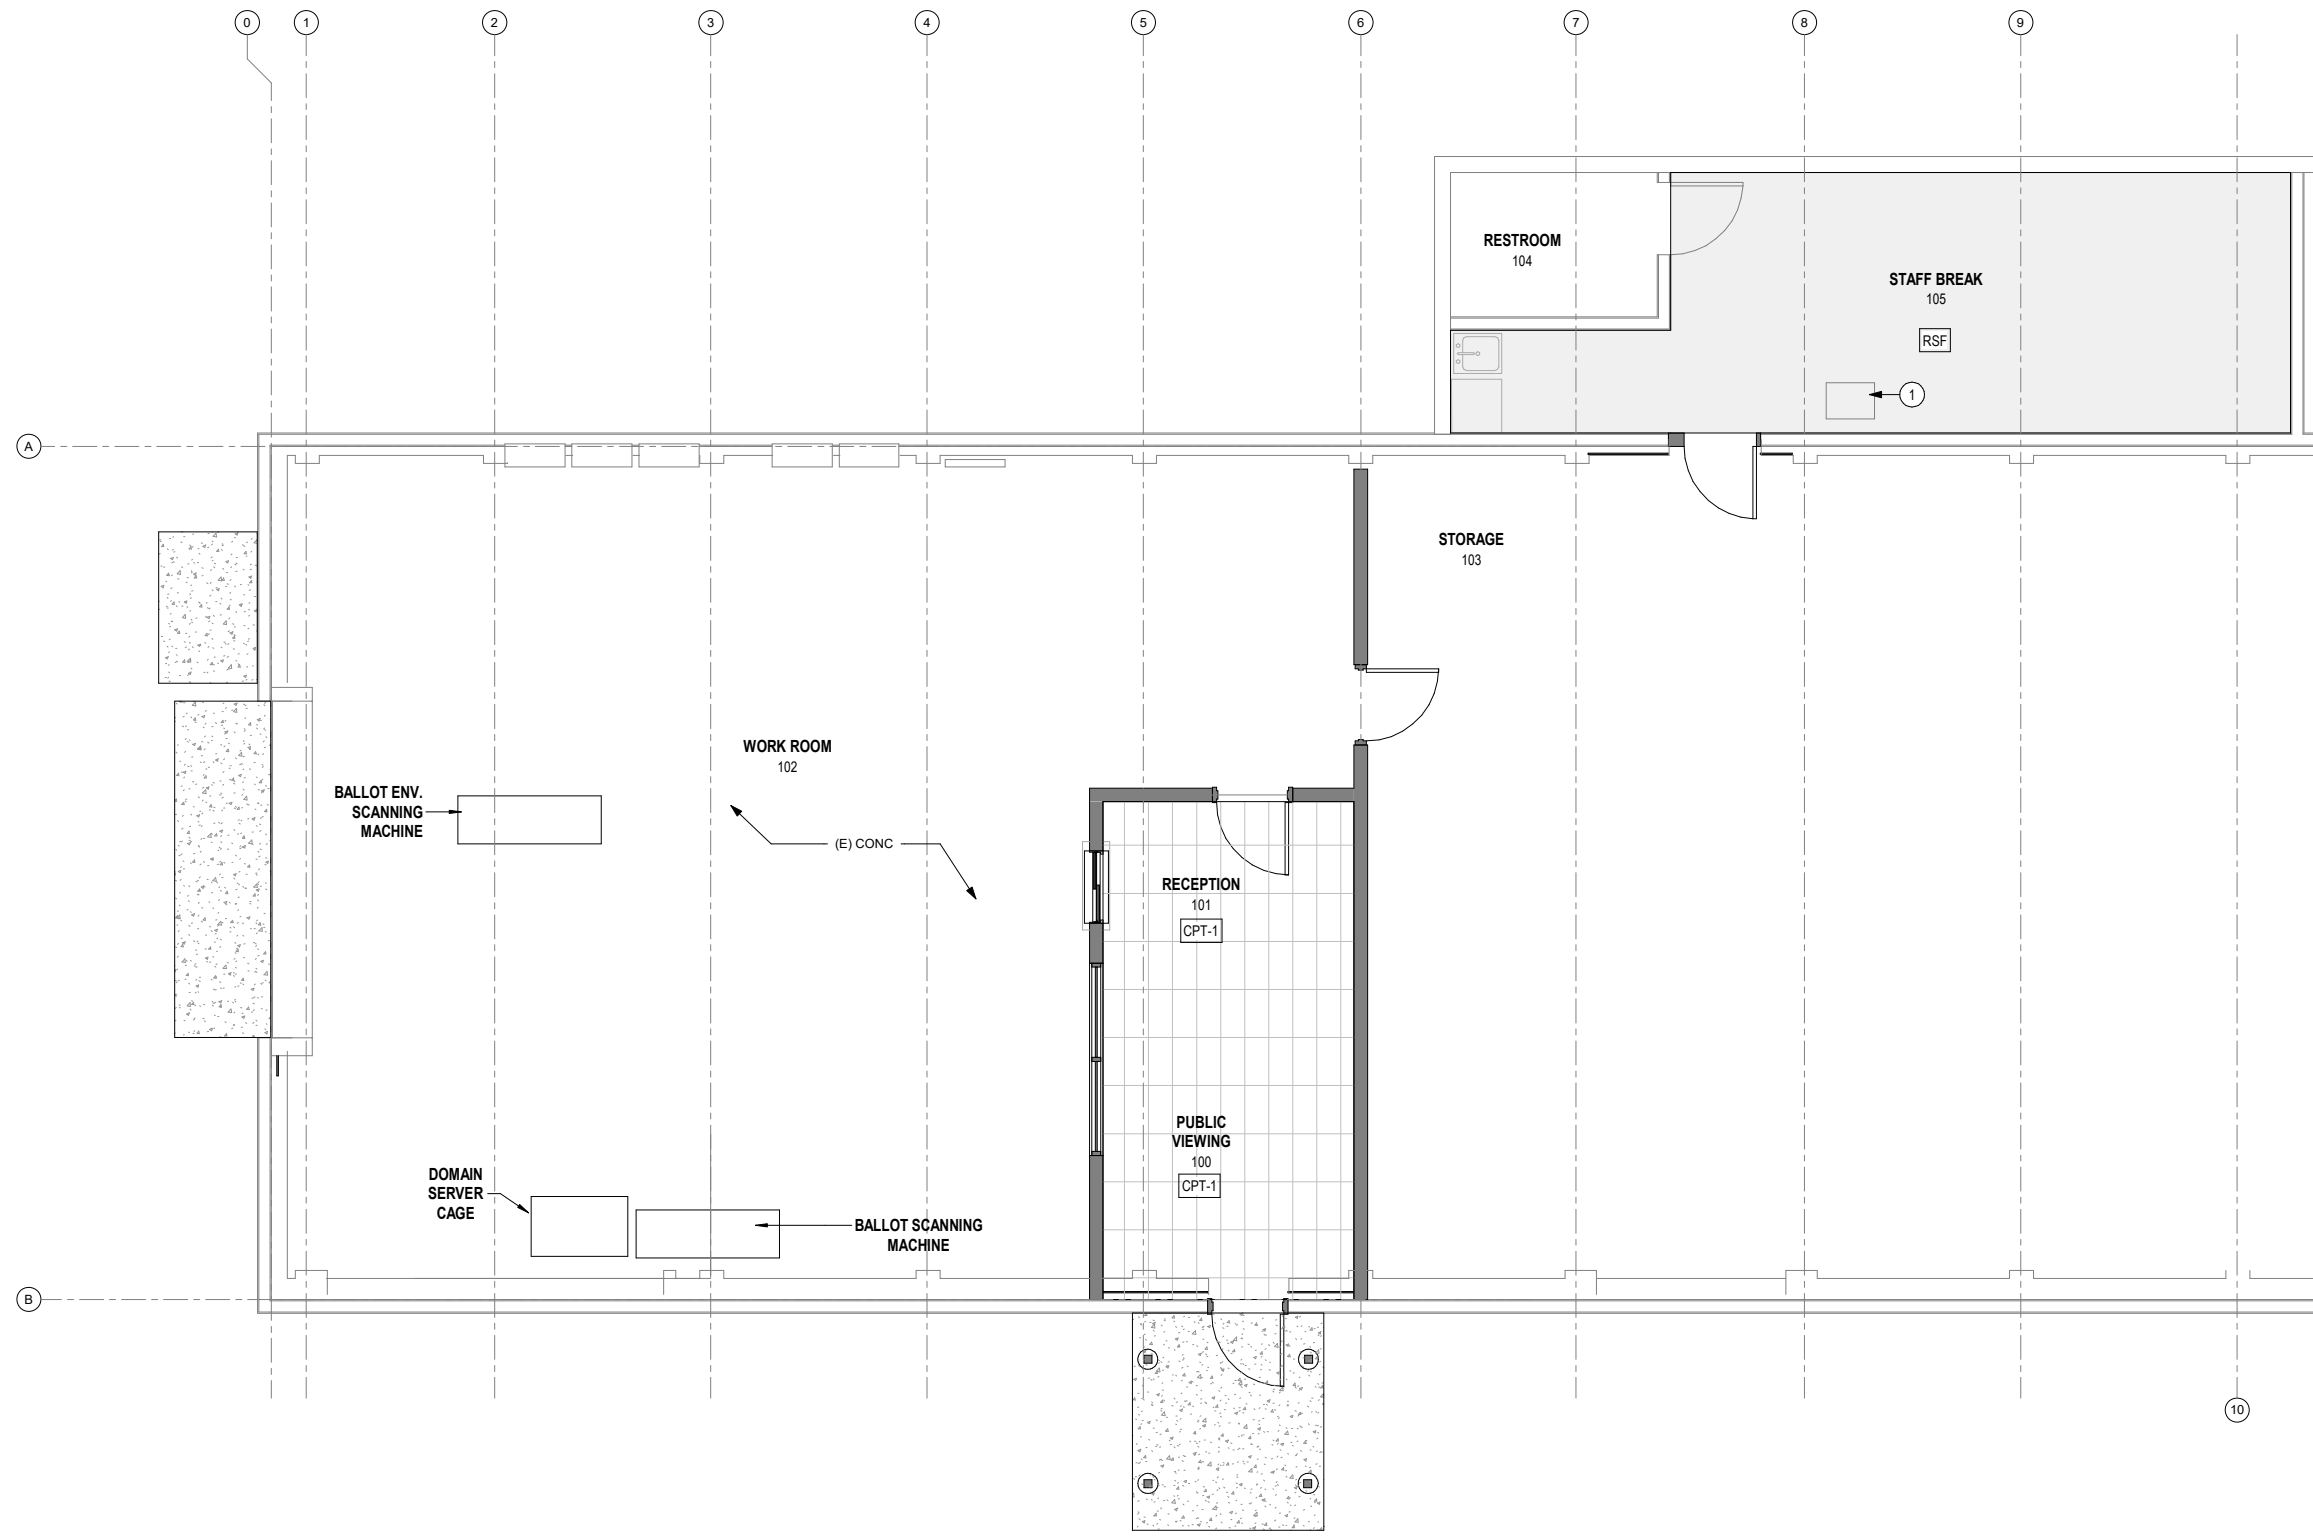 0
1
2
3
4
5
6
7
8
9
RESTROOM
104
STAFF BREAK
105
RSF
1
A
STORAGE
103
WORK ROOM
102
BALLOT ENV.
SCANNING
MACHINE
(E) CONC
RECEPTION
101
CPT-1
PUBLIC
VIEWING
100
CPT-1
DOMAIN
SERVER
CAGE
BALLOT SCANNING
MACHINE
B
10